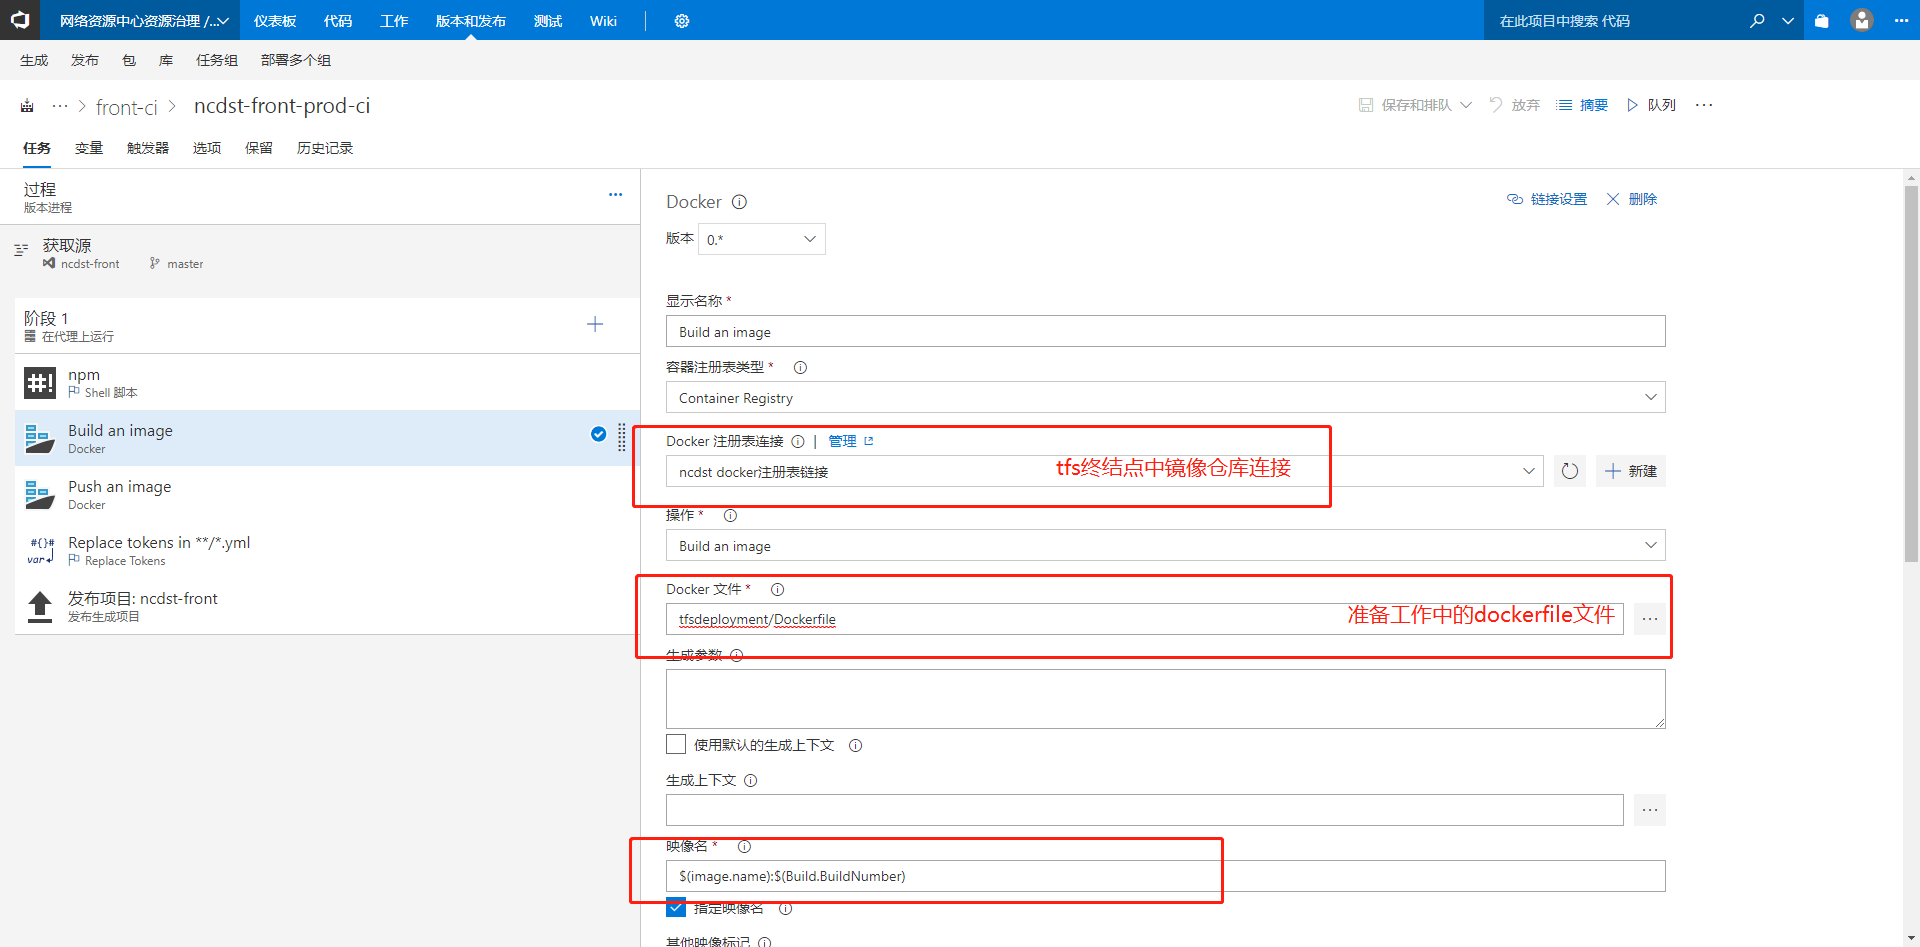 网络资源中心资源治理 /...
仪表板 代码 工作 版本和发布 测试 Wiki
在此项目中搜索 代码
生成 发布 包 库 任务组 部署多个组
··· > front-ci > ncdst-front-prod-ci
保存和排队 放弃 摘要 队列 ···
任务 变量 触发器 选项 保留 历史记录
过程
版本进程
获取源
ncdst-front master
阶段 1
在代理上运行
npm
Shell 脚本
Build an image
Docker
Push an image
Docker
Replace tokens in **/*.yml
Replace Tokens
发布项目: ncdst-front
发布生成项目
Docker
链接设置 删除
版本 0.*
显示名称 *
Build an image
容器注册表类型 *
Container Registry
Docker 注册表连接 | 管理
ncdst docker注册表链接
tfs终结点中镜像仓库连接
新建
操作 *
Build an image
Docker 文件 *
tfsdeployment/Dockerfile
准备工作中的dockerfile文件
生成参数
使用默认的生成上下文
生成上下文
映像名 *
$(image.name):$(Build.BuildNumber)
指定映像名
其他映像标记